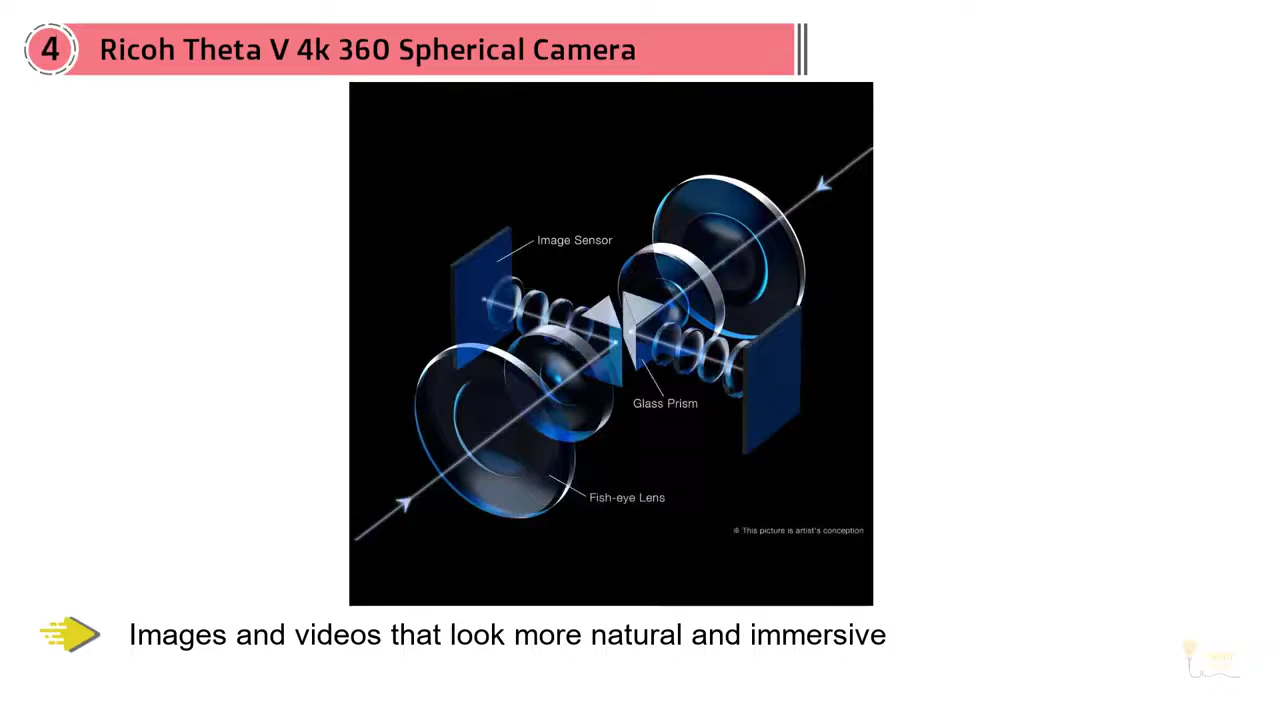 4
Ricoh Theta V 4k 360 Spherical Camera
Image Sensor
Glass Prism
Fish-eye Lens
※ This picture is artist's conception
Images and videos that look more natural and immersive